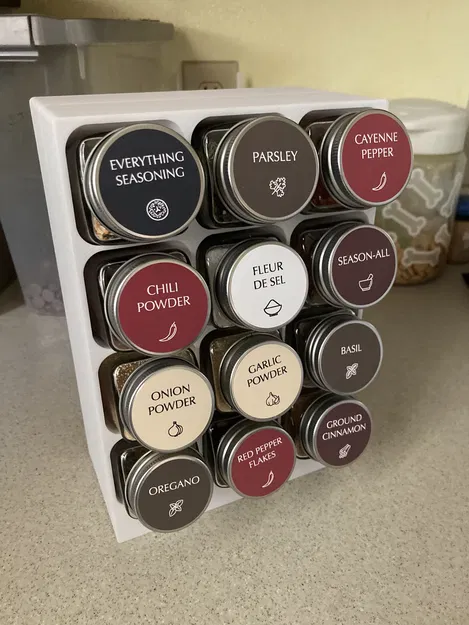 EVERYTHING
SEASONING
PARSLEY
CAYENNE
PEPPER
CHILI
POWDER
FLEUR
DE SEL
SEASON-ALL
ONION
POWDER
GARLIC
POWDER
BASIL
OREGANO
RED PEPPER
FLAKES
GROUND
CINNAMON